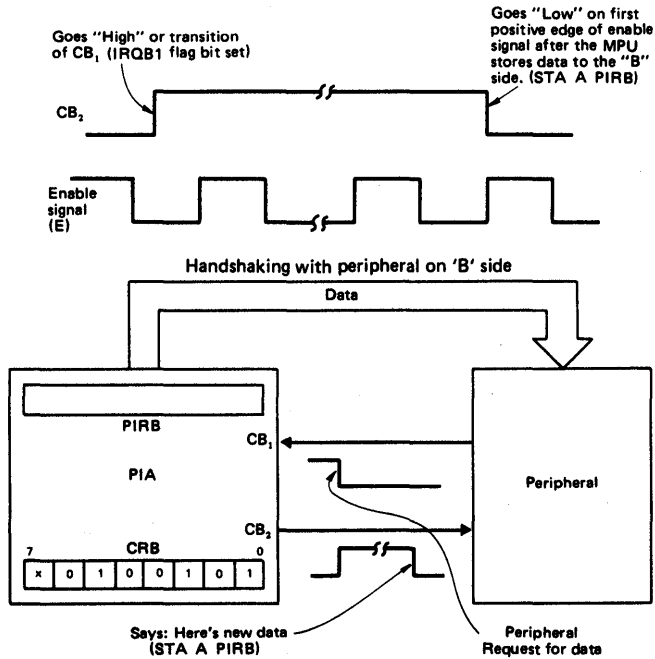 Goes "High" or transition
of CB₁ (IRQB1 flag bit set)
Goes "Low" on first
positive edge of enable
signal after the MPU
stores data to the "B"
side. (STA A PIRB)
CB₂
Enable
signal
(E)
Handshaking with peripheral on 'B' side
Data
PIRB
CB₁
PIA
Peripheral
CB₂
7 CRB 0
x 0 1 0 0 1 0 1
Says: Here's new data
(STA A PIRB)
Peripheral
Request for data